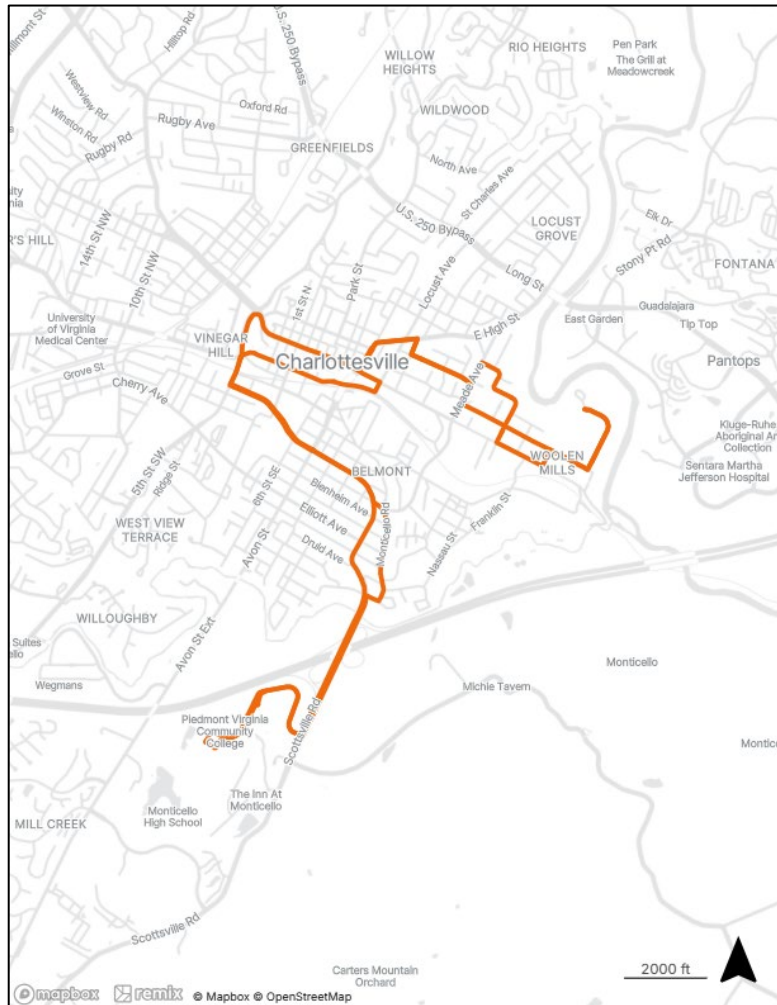 Hilltop Rd
U.S. 250 Bypass
WILLOW
HEIGHTS
RIO HEIGHTS
Pen Park
The Grill at
Meadowcreek
Westview Rd
Winston Rd
Rugby Rd
Rugby Ave
Oxford Rd
WILDWOOD
GREENFIELDS
North Ave
St Charles Ave
U.S. 250 Bypass
LOCUST
GROVE
Elk Dr
Stony Pt Rd
FONTANA
14th St NW
10th St NW
1st St N
Park St
Locust Ave
Long St
E High St
Guadalajara
East Garden
Tip Top
University
of Virginia
Medical Center
VINEGAR
HILL
Charlottesville
Pantops
Grove St
Cherry Ave
Meade Ave
Kluge-Ruhe
Aboriginal Art
Collection
Sentara Martha
Jefferson Hospital
WOOLEN
MILLS
BELMONT
5th St SW
Ridge St
6th St SE
Blenheim Ave
Elliott Ave
Druid Ave
Avon St
Monticello Rd
Nassau St
Franklin St
WEST VIEW
TERRACE
WILLOUGHBY
Avon St Ext
Suites
Wegmans
Monticello
Michie Tavern
Piedmont Virginia
Community
College
Scottsville Rd
The Inn At
Monticello
Monticello
High School
MILL CREEK
Scottsville Rd
Carters Mountain
Orchard
2000 ft
mapbox remix © Mapbox © OpenStreetMap